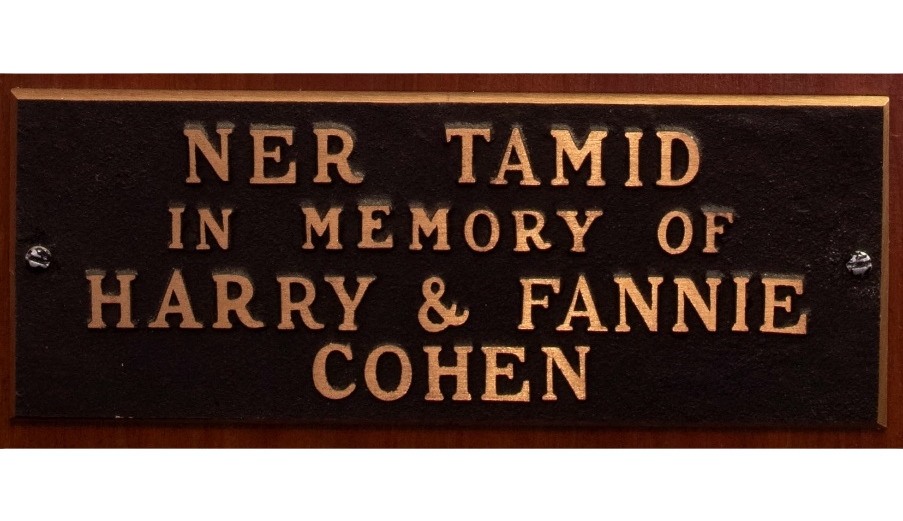 NER TAMID
IN MEMORY OF
HARRY & FANNIE
COHEN